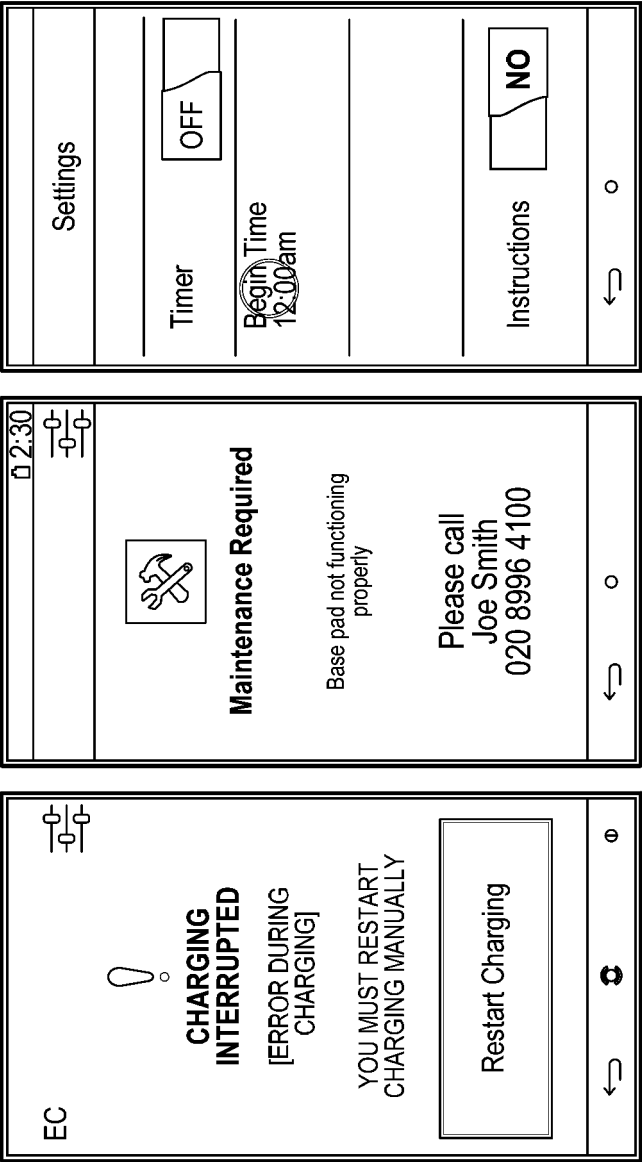 EC
CHARGING
INTERRUPTED
[ERROR DURING
CHARGING]
YOU MUST RESTART
CHARGING MANUALLY
Restart Charging
2:30
Maintenance Required
Base pad not functioning
properly
Please call
Joe Smith
020 8996 4100
Settings
Timer OFF
Begin Time
12:00am
Instructions ON